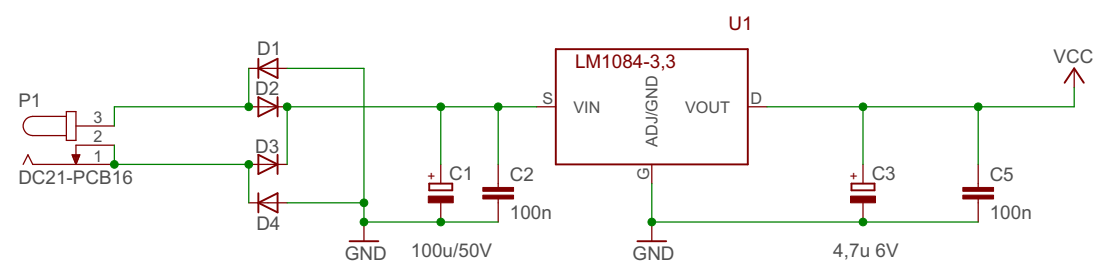 U1
D1
LM1084-3,3
VCC
D2
P1
S
VIN
ADJ/GND
VOUT
D
3
2
D3
1
DC21-PCB16
C1
C2
G
C3
C5
+
+
D4
100n
100n
GND
100u/50V
GND
4,7u 6V